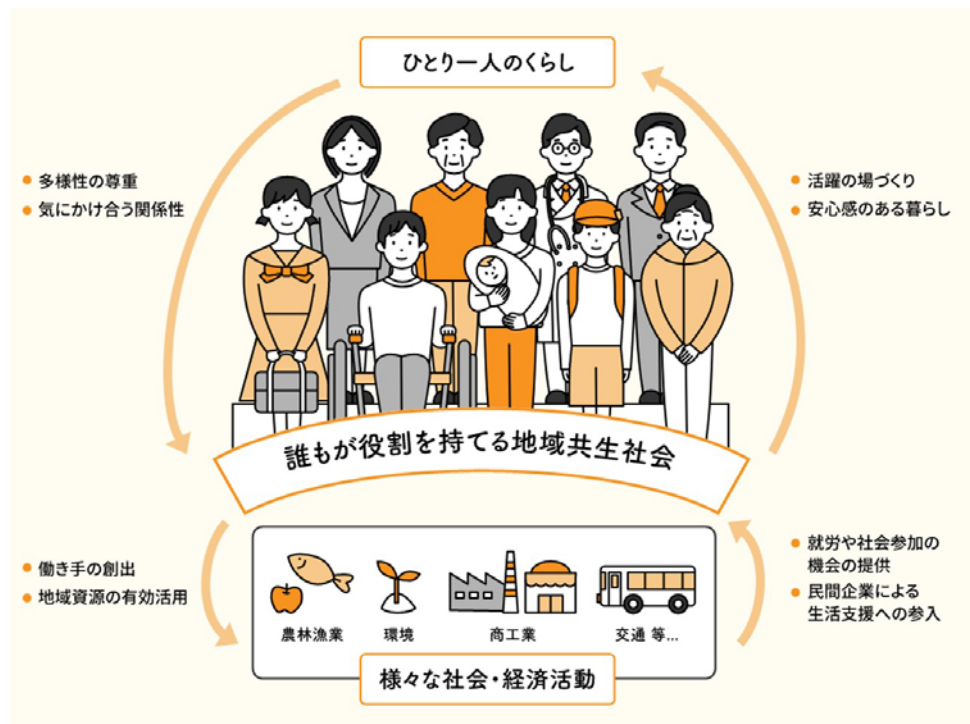 ひとり一人のくらし
多様性の尊重
気にかけ合う関係性
活躍の場づくり
安心感のある暮らし
誰もが役割を持てる地域共生社会
働き手の創出
地域資源の有効活用
就労や社会参加の
機会の提供
民間企業による
生活支援への参入
農林漁業
環境
商工業
交通 等...
様々な社会・経済活動